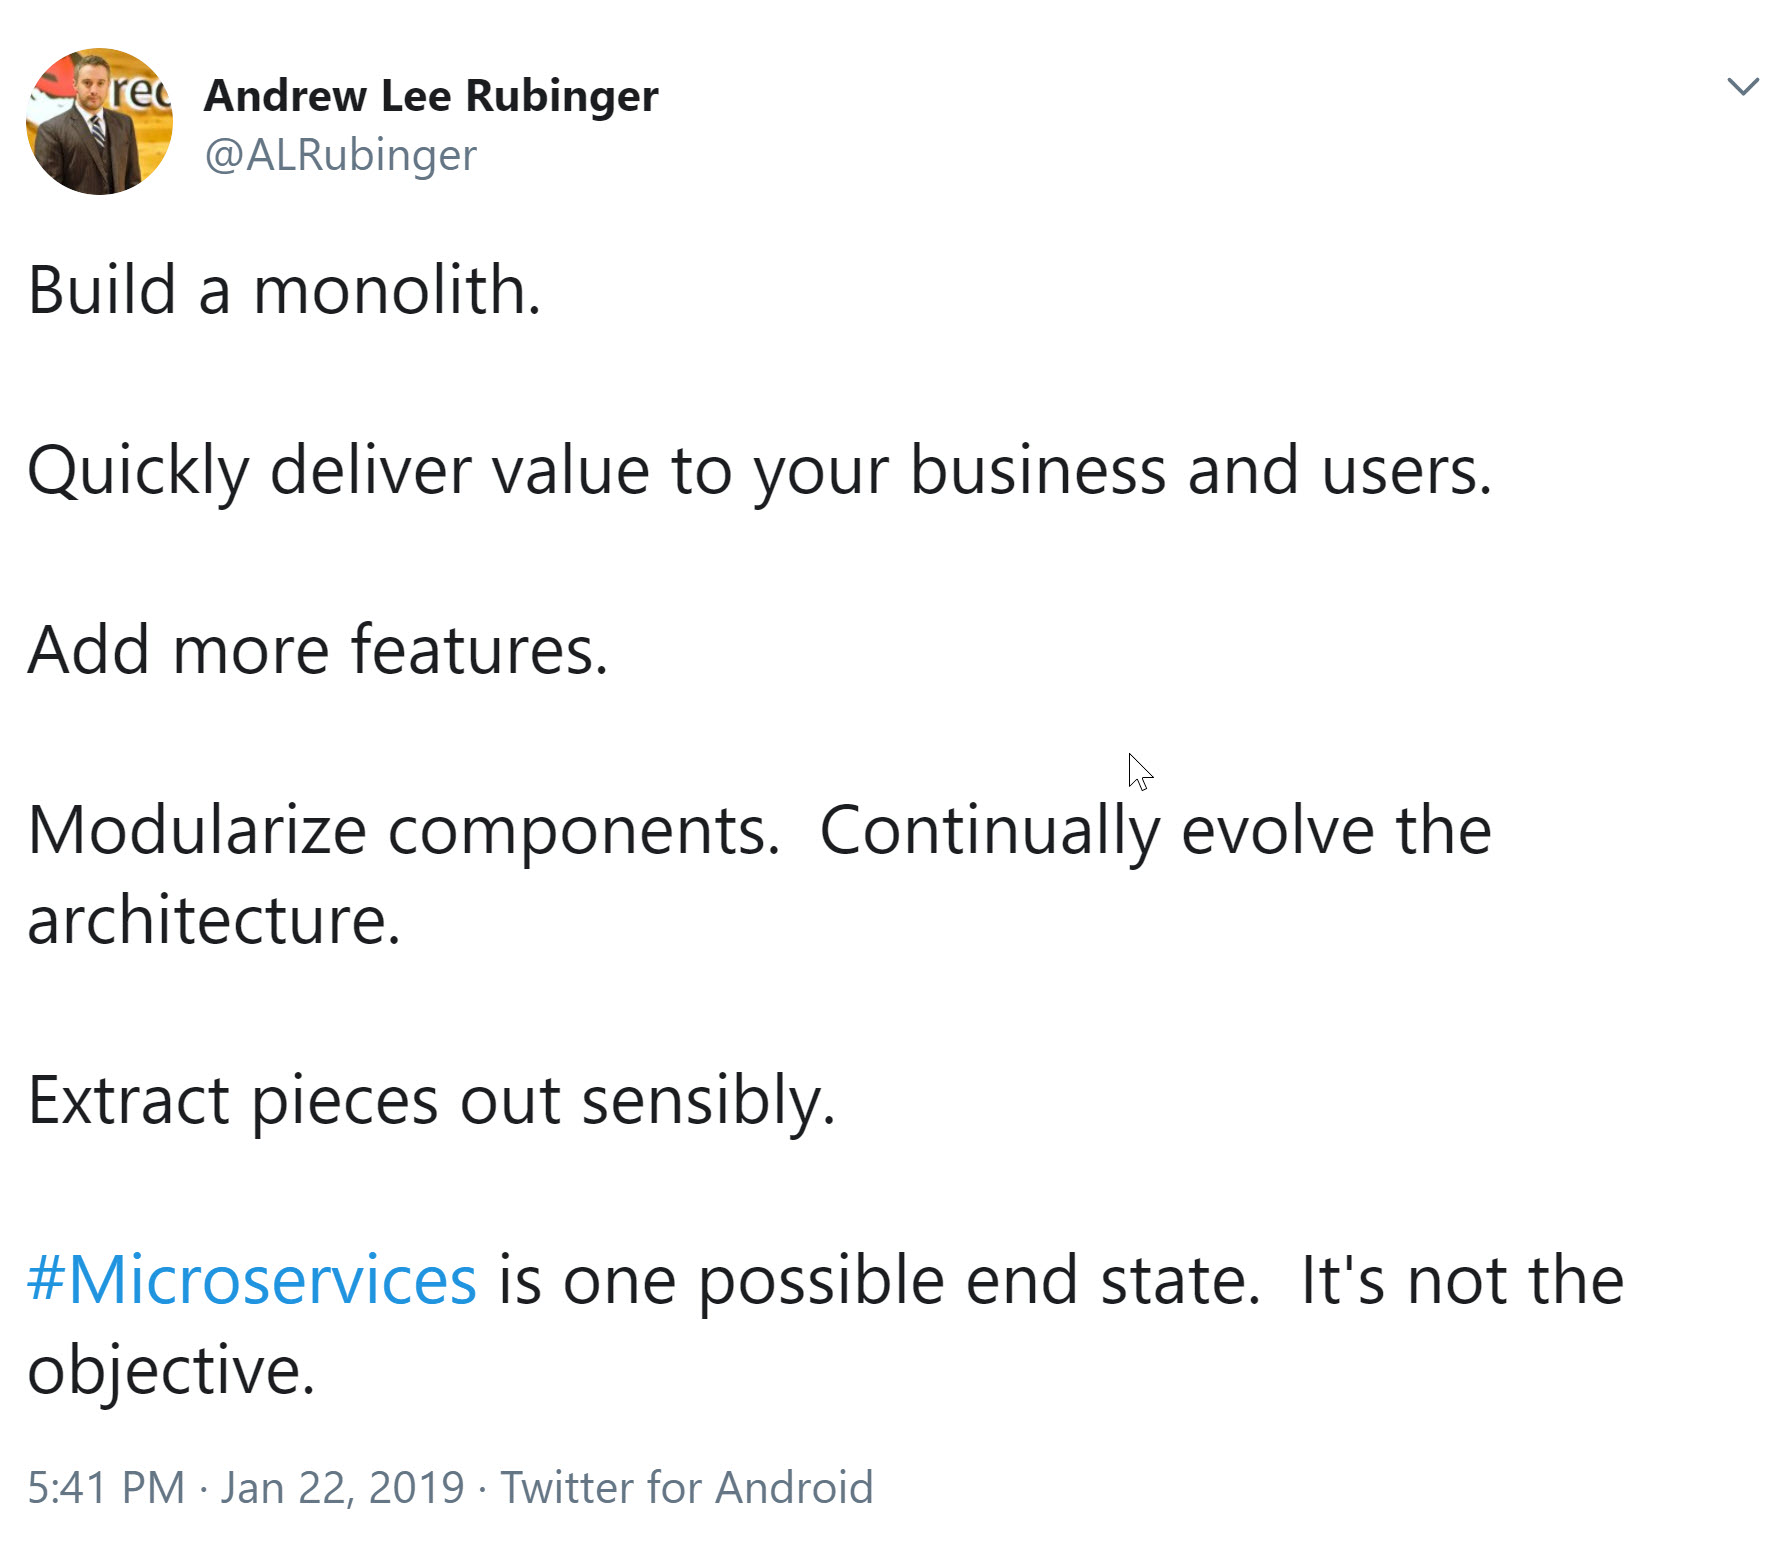 rec
Andrew Lee Rubinger
@ALRubinger
Build a monolith.
Quickly deliver value to your business and users.
Add more features.
Modularize components.  Continually evolve the
architecture.
Extract pieces out sensibly.
#Microservices is one possible end state.  It's not the
objective.
5:41 PM · Jan 22, 2019 · Twitter for Android